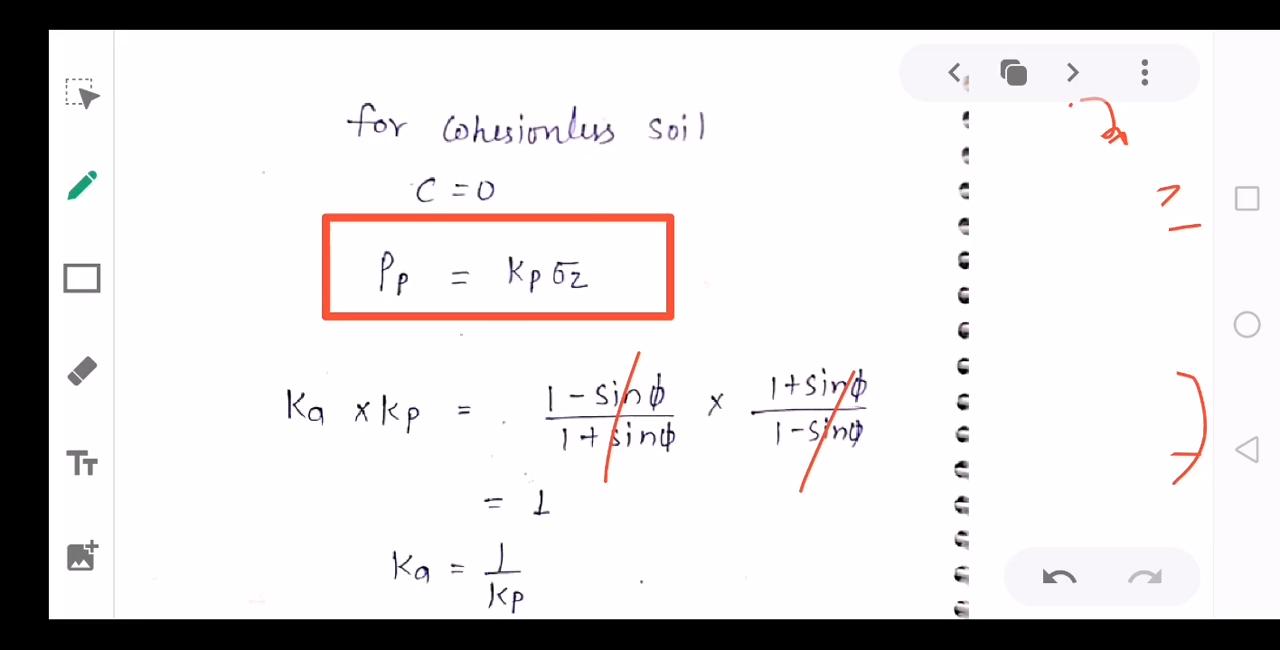 for cohesionless soil
C = 0
Pp = kp σz
Ka x kp = 1 - sinϕ / 1 + sinϕ x 1 + sinϕ / 1 - sinϕ
= 1
Ka = 1 / kp
TT